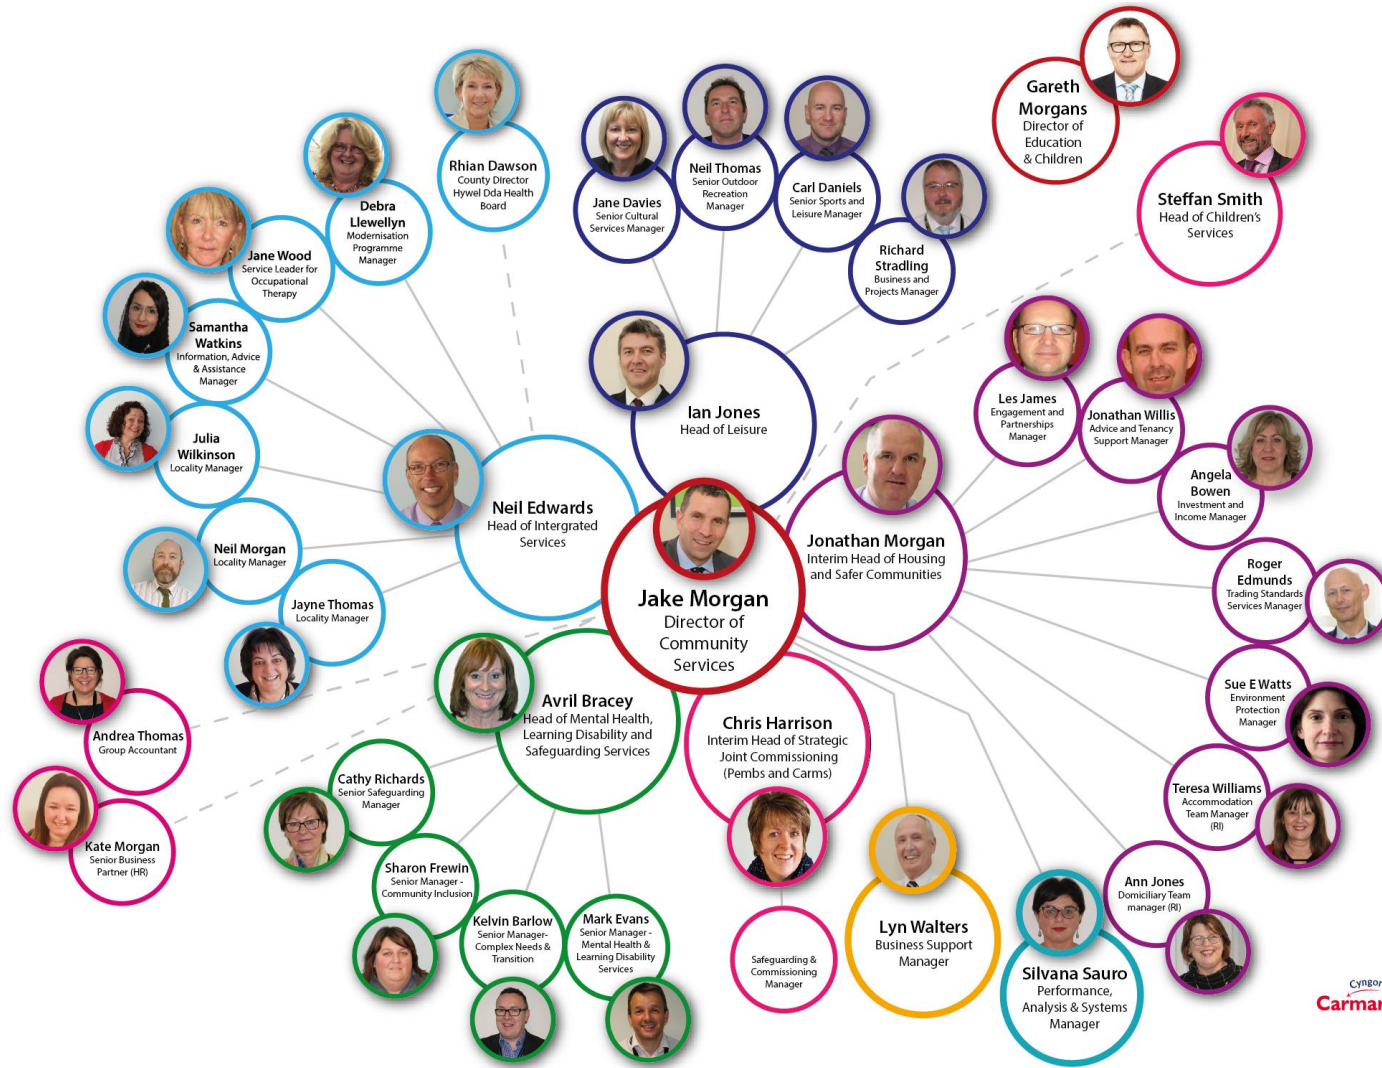 Gareth
Morgans
Director of
Education
& Children
Steffan Smith
Head of Children's
Services
Rhian Dawson
County Director
Hywel Dda Health
Board
Debra
Llewellyn
Modernisation
Programme
Manager
Jane Wood
Service Leader for
Occupational
Therapy
Samantha
Watkins
Information, Advice
& Assistance
Manager
Julia
Wilkinson
Locality Manager
Neil Morgan
Locality Manager
Jayne Thomas
Locality Manager
Neil Edwards
Head of Intergrated
Services
Jane Davies
Senior Cultural
Services Manager
Neil Thomas
Senior Outdoor
Recreation
Manager
Carl Daniels
Senior Sports and
Leisure Manager
Richard
Stradling
Business and
Projects Manager
Ian Jones
Head of Leisure
Les James
Engagement and
Partnerships
Manager
Jonathan Willis
Advice and Tenancy
Support Manager
Angela
Bowen
Investment and
Income Manager
Roger
Edmunds
Trading Standards
Services Manager
Sue E Watts
Environment
Protection
Manager
Teresa Williams
Accommodation
Team Manager
(RI)
Ann Jones
Domiciliary Team
manager (RI)
Jonathan Morgan
Interim Head of Housing
and Safer Communities
Jake Morgan
Director of
Community
Services
Andrea Thomas
Group Accountant
Kate Morgan
Senior Business
Partner (HR)
Avril Bracey
Head of Mental Health,
Learning Disability and
Safeguarding Services
Cathy Richards
Senior Safeguarding
Manager
Sharon Frewin
Senior Manager -
Community Inclusion
Kelvin Barlow
Senior Manager-
Complex Needs &
Transition
Mark Evans
Senior Manager -
Mental Health &
Learning Disability
Services
Chris Harrison
Interim Head of Strategic
Joint Commissioning
(Pembs and Carms)
Safeguarding &
Commissioning
Manager
Lyn Walters
Business Support
Manager
Silvana Sauro
Performance,
Analysis & Systems
Manager
Cyngor
Carmar